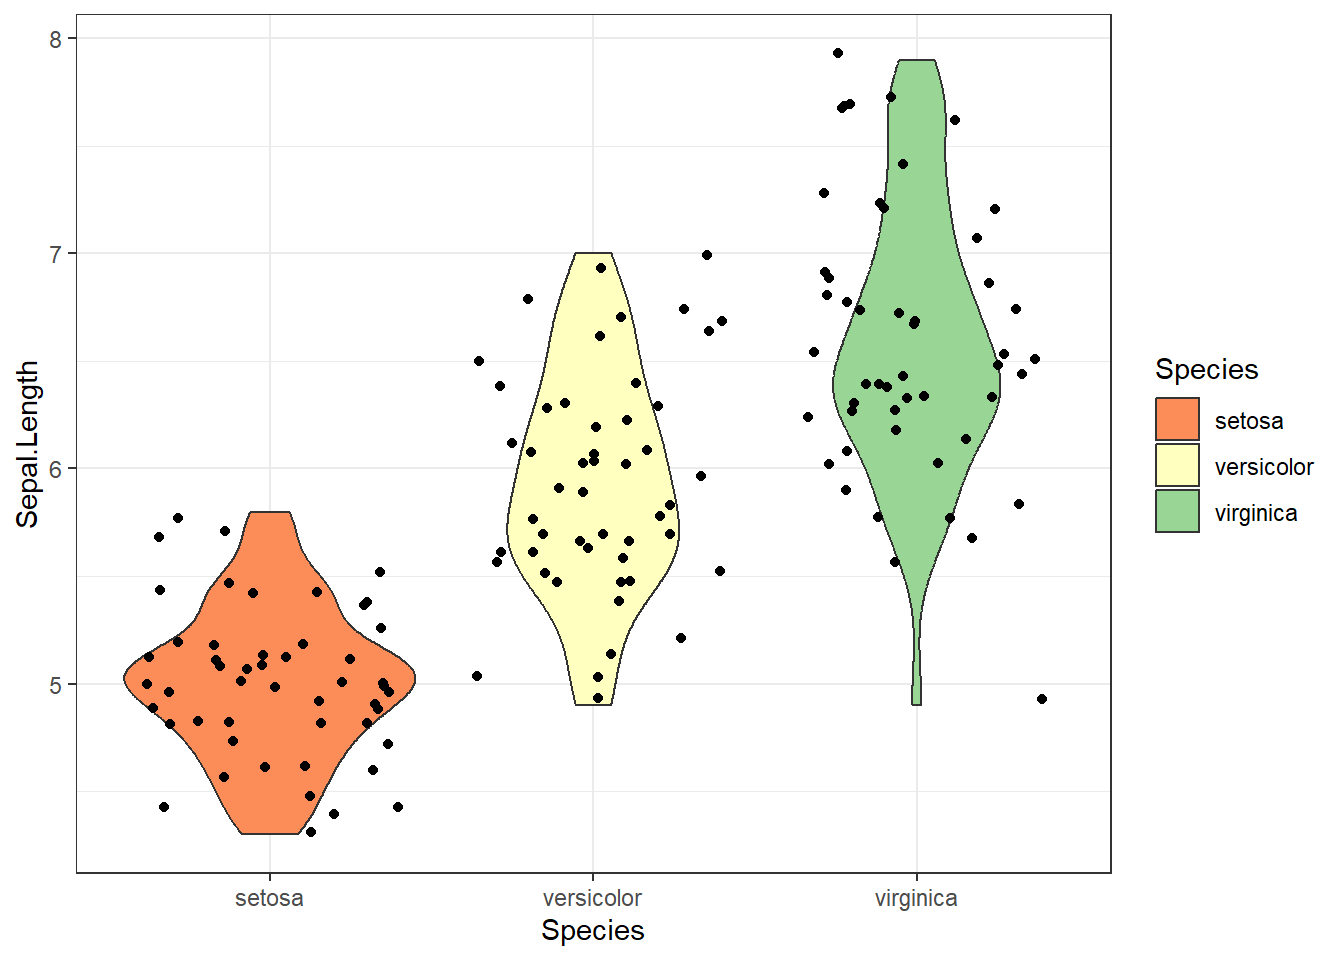 8
7
6
5
Sepal.Length
setosa
versicolor
virginica
Species
Species
setosa
versicolor
virginica